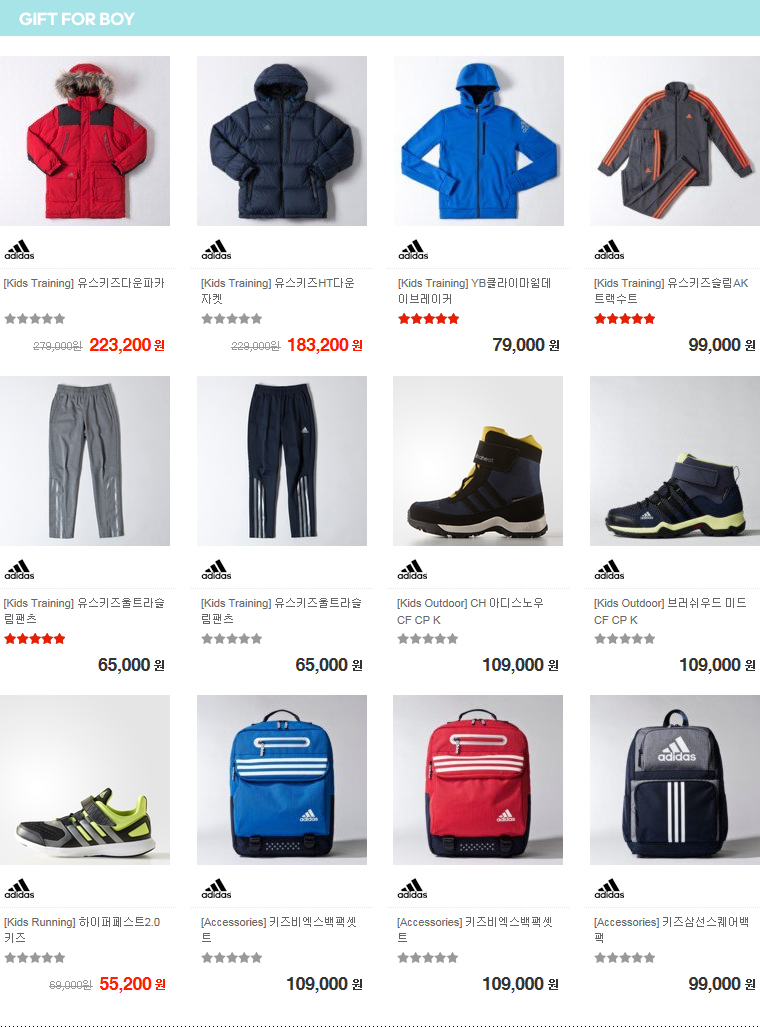 GIFT FOR BOY
adidas
adidas
adidas
adidas
[Kids Training] 유스키즈다운파카
[Kids Training] 유스키즈HT다운
자켓
[Kids Training] YB클라이마웜데
이브레이커
[Kids Training] 유스키즈슬림AK
트랙수트
279,000원 223,200 원
229,000원 183,200 원
79,000 원
99,000 원
adidas
adidas
adidas
adidas
[Kids Training] 유스키즈울트라슬
림팬츠
[Kids Training] 유스키즈울트라슬
림팬츠
[Kids Outdoor] CH 아디스노우
CF CP K
[Kids Outdoor] 브러쉬우드 미드
CF CP K
65,000 원
65,000 원
109,000 원
109,000 원
adidas
adidas
adidas
adidas
adidas
adidas
adidas
[Kids Running] 하이퍼페스트2.0
키즈
[Accessories] 키즈비엑스백팩셋
트
[Accessories] 키즈비엑스백팩셋
트
[Accessories] 키즈삼선스퀘어백
팩
69,000원 55,200 원
109,000 원
109,000 원
99,000 원